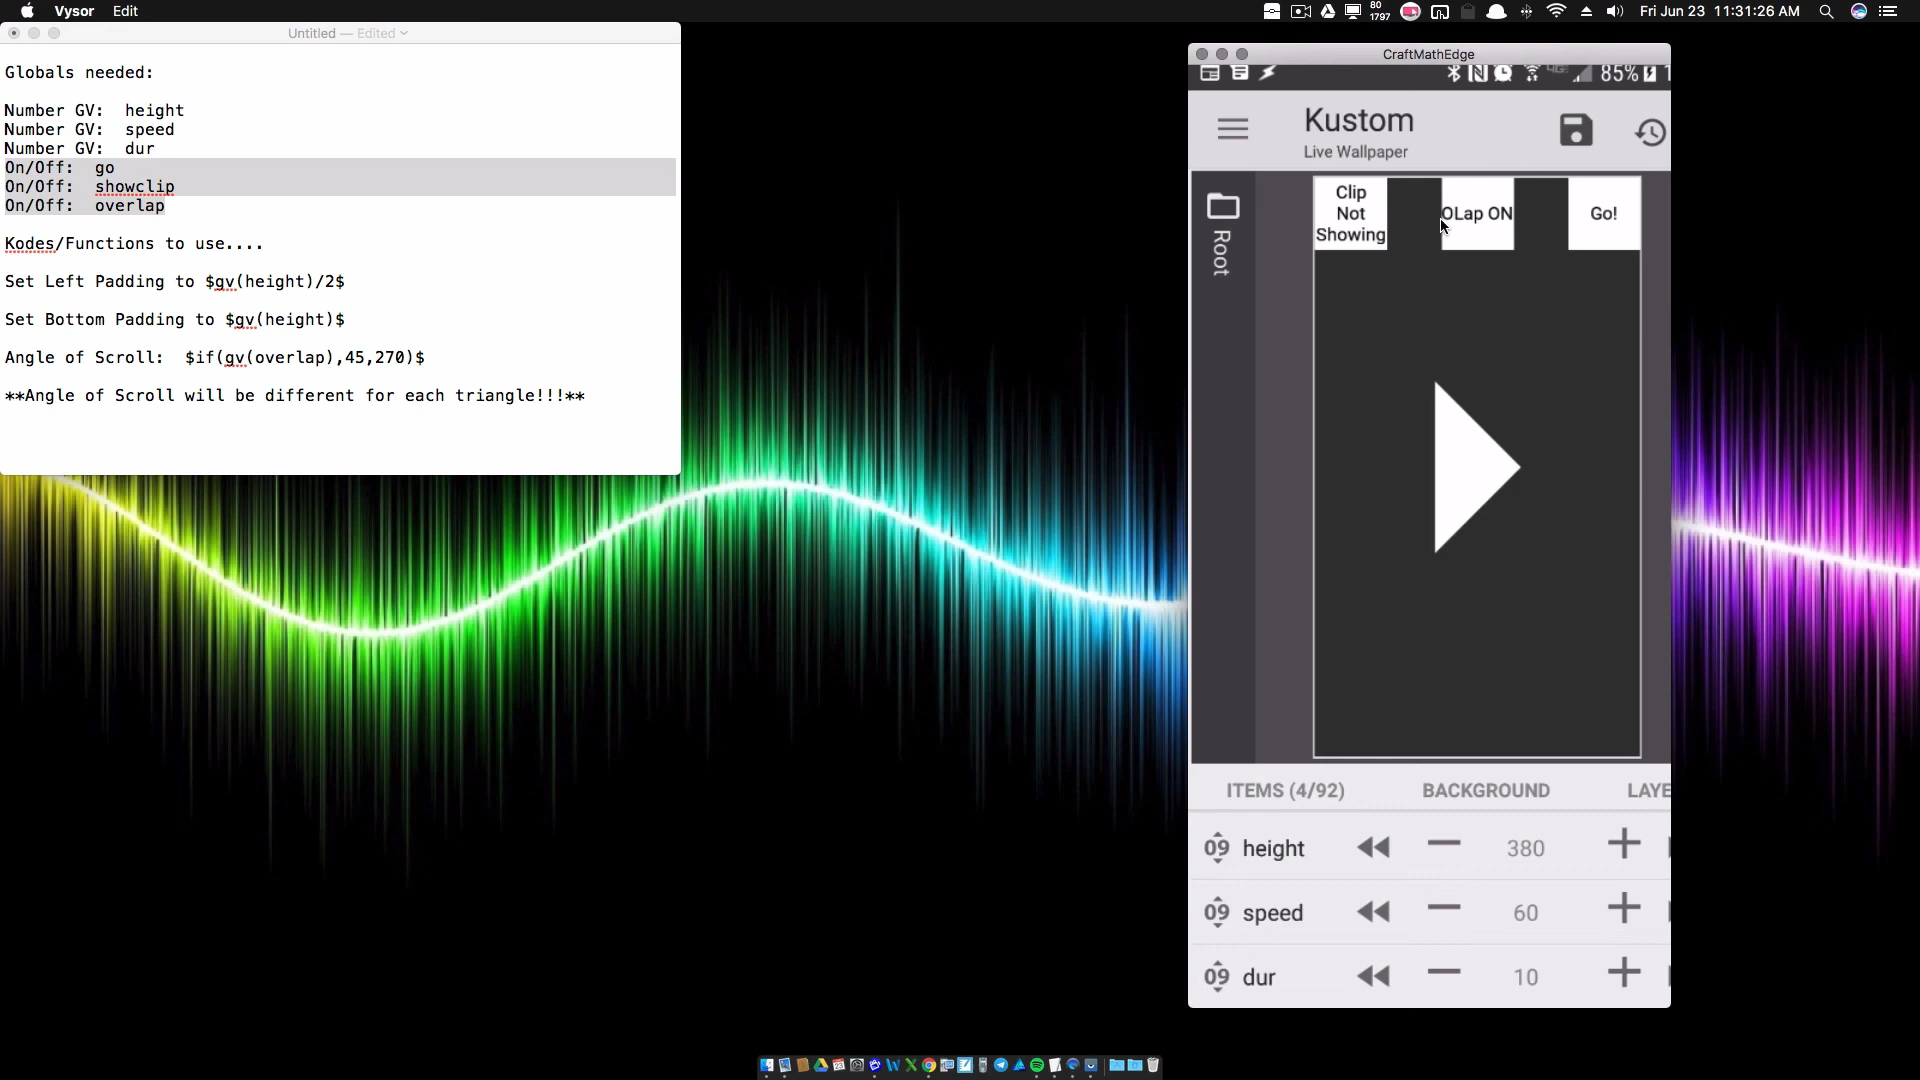 Vysor Edit
80
1797
Fri Jun 23 11:31:26 AM
Untitled — Edited
Globals needed:
Number GV: height
Number GV: speed
Number GV: dur
On/Off: go
On/Off: showclip
On/Off: overlap
Kodes/Functions to use....
Set Left Padding to $gv(height)/2$
Set Bottom Padding to $gv(height)$
Angle of Scroll: $if(gv(overlap),45,270)$
**Angle of Scroll will be different for each triangle!!!**
CraftMathEdge
85%
Kustom
Live Wallpaper
Root
Clip
Not
Showing
OLap ON
Go!
ITEMS (4/92) BACKGROUND LAYE
09 height 380
09 speed 60
09 dur 10